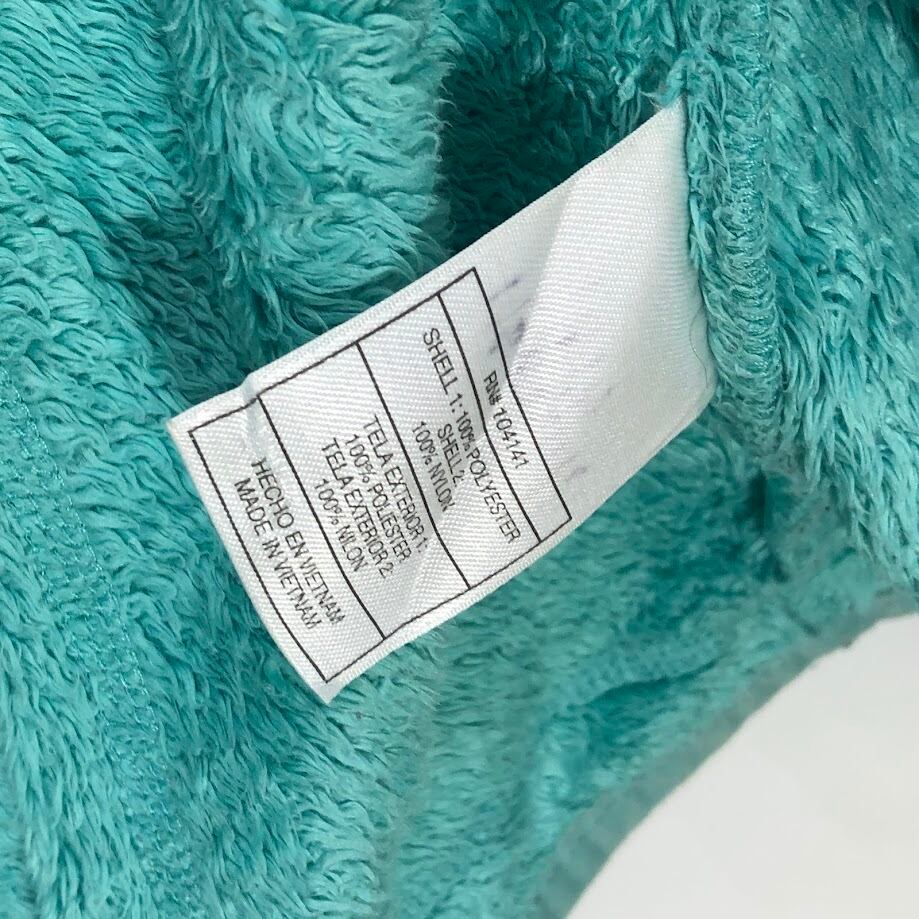 RN# 104141
SHELL 1: 100% POLYESTER
SHELL 2:
100% NYLON
TELA EXTERIOR 1:
100% POLIÉSTER
TELA EXTERIOR 2:
100% NILON
HECHO EN VIETNAM
MADE IN VIETNAM